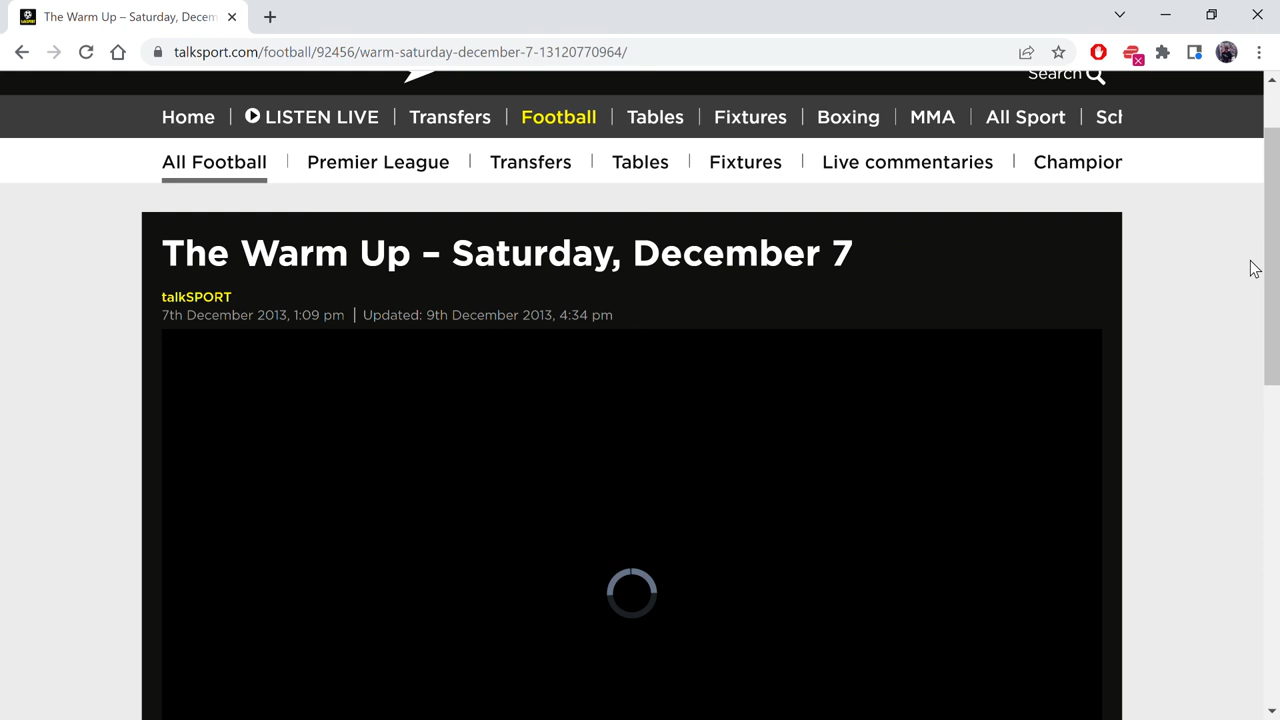 The Warm Up – Saturday, Decem
talksport.com/football/92456/warm-saturday-december-7-13120770964/
Search
Home | LISTEN LIVE | Transfers | Football | Tables | Fixtures | Boxing | MMA | All Sport | Sch
All Football | Premier League | Transfers | Tables | Fixtures | Live commentaries | Champion
The Warm Up – Saturday, December 7
talkSPORT
7th December 2013, 1:09 pm | Updated: 9th December 2013, 4:34 pm